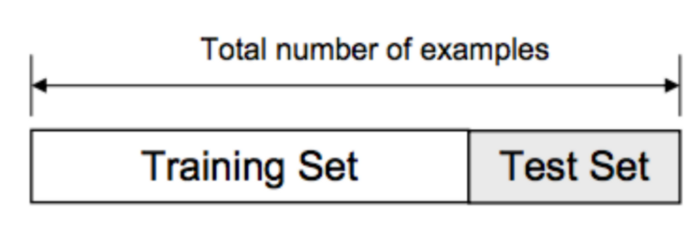 Total number of examples
Training Set
Test Set